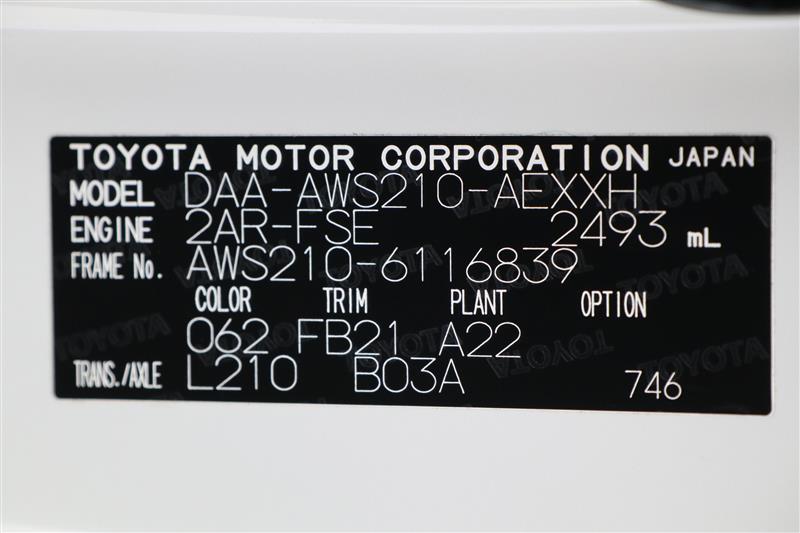 TOYOTA MOTOR CORPORATION JAPAN
MODEL DAA-AWS210-AEXXH
ENGINE 2AR-FSE 2493 mL
FRAME No. AWS210-6116839
COLOR TRIM PLANT OPTION
062 FB21 A22
TRANS./AXLE L210 B03A 746